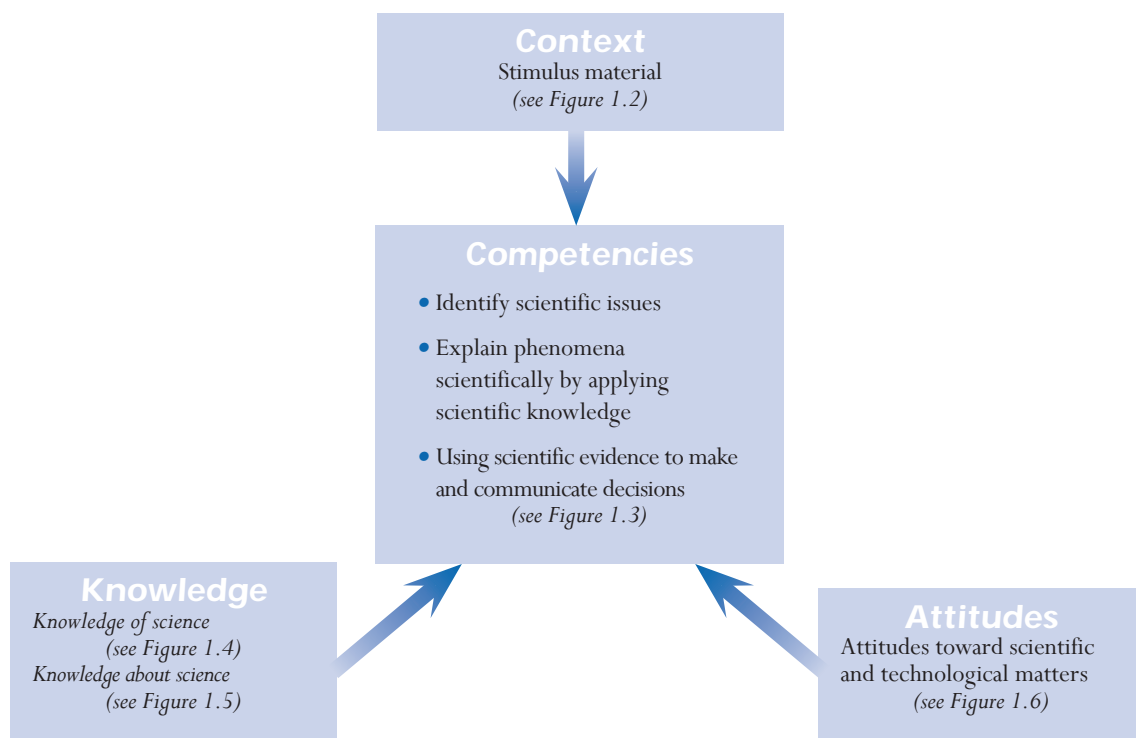 Context
Stimulus material
(see Figure 1.2)
Competencies
• Identify scientific issues
• Explain phenomena
scientifically by applying
scientific knowledge
• Using scientific evidence to make
and communicate decisions
(see Figure 1.3)
Knowledge
Knowledge of science
(see Figure 1.4)
Knowledge about science
(see Figure 1.5)
Attitudes
Attitudes toward scientific
and technological matters
(see Figure 1.6)